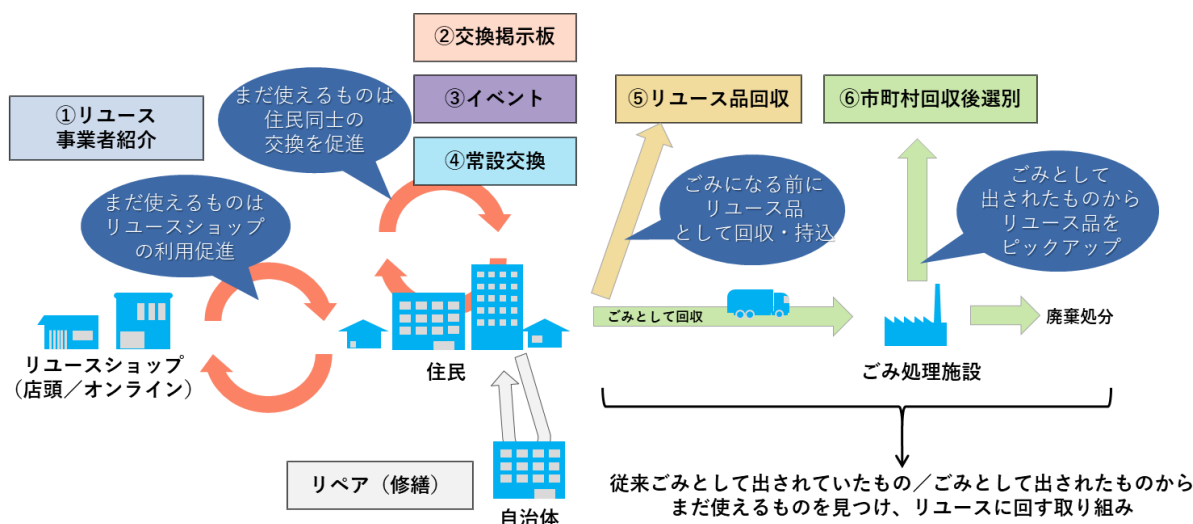 ②交換掲示板
①リユース
事業者紹介
まだ使えるものは
住民同士の
交換を促進
③イベント
④常設交換
⑤リユース品回収
⑥市町村回収後選別
まだ使えるものは
リユースショップ
の利用促進
ごみになる前に
リユース品
として回収・持込
ごみとして
出されたものから
リユース品を
ピックアップ
ごみとして回収
廃棄処分
リユースショップ
（店頭／オンライン）
住民
ごみ処理施設
リペア（修繕）
自治体
従来ごみとして出されていたもの／ごみとして出されたものから
まだ使えるものを見つけ、リユースに回す取り組み